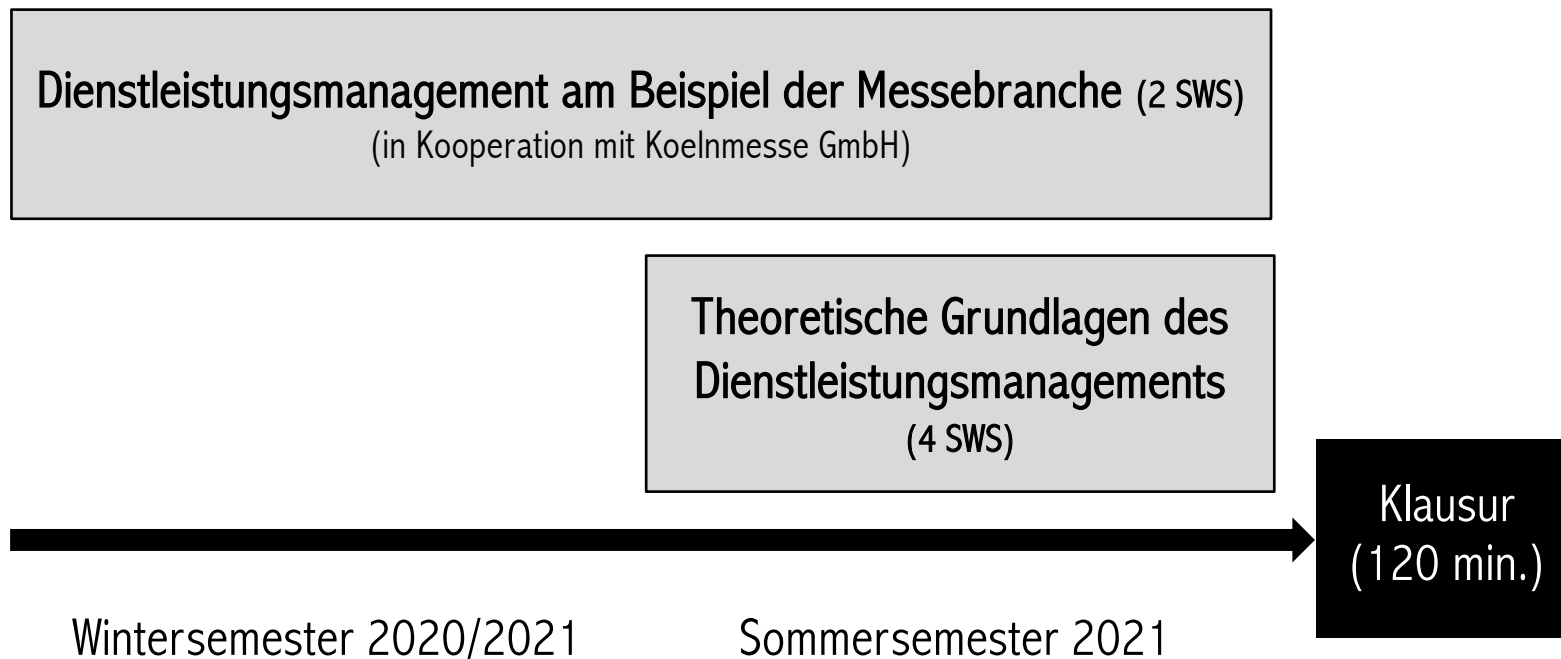 Dienstleistungsmanagement am Beispiel der Messebranche (2 SWS)
(in Kooperation mit Koelnmesse GmbH)
Theoretische Grundlagen des
Dienstleistungsmanagements
(4 SWS)
Klausur
(120 min.)
Wintersemester 2020/2021
Sommersemester 2021